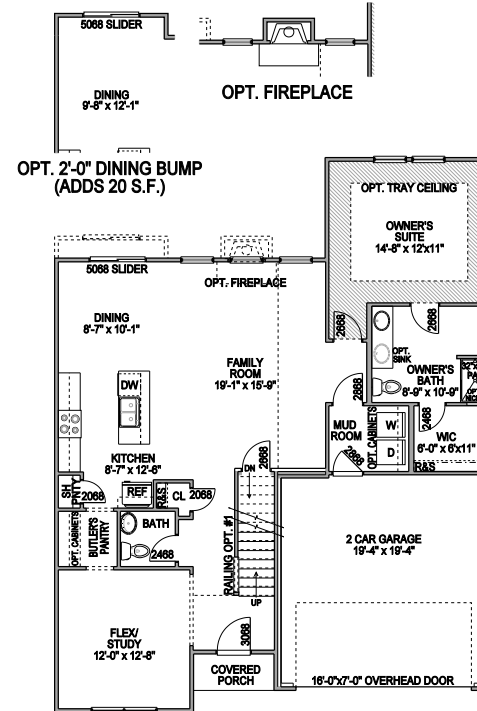 5068 SLIDER
DINING
9'-8" x 12'-1"
OPT. FIREPLACE
OPT. 2'-0" DINING BUMP
(ADDS 20 S.F.)
OPT. TRAY CEILING
OWNER'S
SUITE
14'-8" x 12'x11"
5068 SLIDER
OPT. FIREPLACE
DINING
8'-7" x 10'-1"
2668
2668
OPT.
SINK
FAMILY
ROOM
19'-1" x 15'-9"
OWNER'S
BATH
8'-9" x 10'-9"
DW
2868
2468
MUD
ROOM
OPT. CABINETS
W
D
WIC
6'-0" x 6'x11"
R&S
KITCHEN
8'-7" x 12'-6"
2668
DN
2868
SH
PNTY
2068
REF
R&S
CL
2068
OPT. CABINETS
BUTLER'S
PANTRY
BATH
2468
RAILING OPT. #1
2 CAR GARAGE
19'-4" x 19'-4"
UP
FLEX/
STUDY
12'-0" x 12'-8"
3068
COVERED
PORCH
16'-0"x7'-0" OVERHEAD DOOR